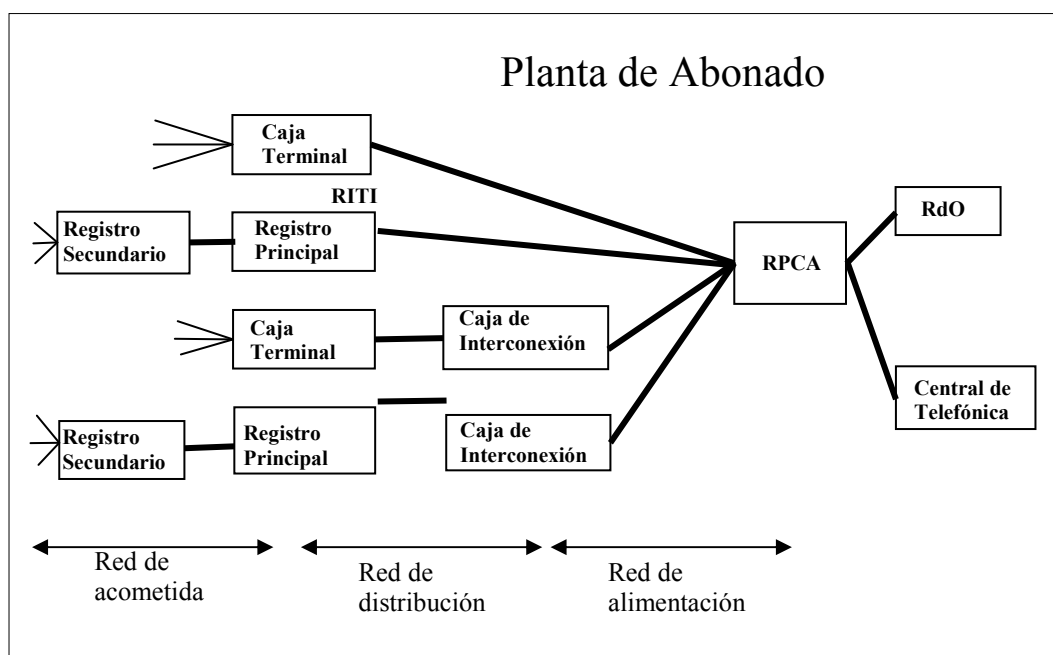 Planta de Abonado
Caja
Terminal
RITI
Registro
Secundario
Registro
Principal
RPCA
RdO
Caja
Terminal
Caja de
Interconexión
Central de
Telefónica
Registro
Secundario
Registro
Principal
Caja de
Interconexión
Red de
acometida
Red de
distribución
Red de
alimentación